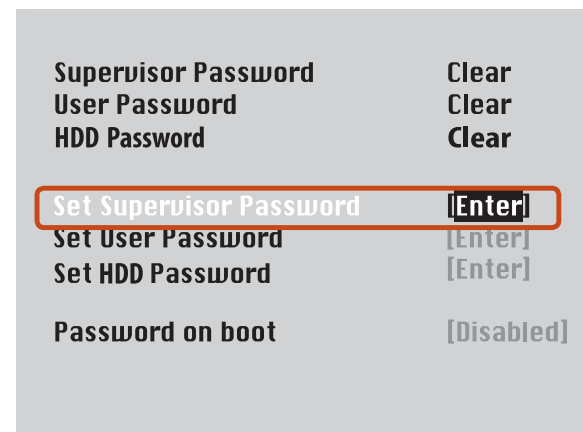 Supervisor Password Clear
User Password Clear
HDD Password Clear
Set Supervisor Password [Enter]
Set User Password [Enter]
Set HDD Password [Enter]
Password on boot [Disabled]